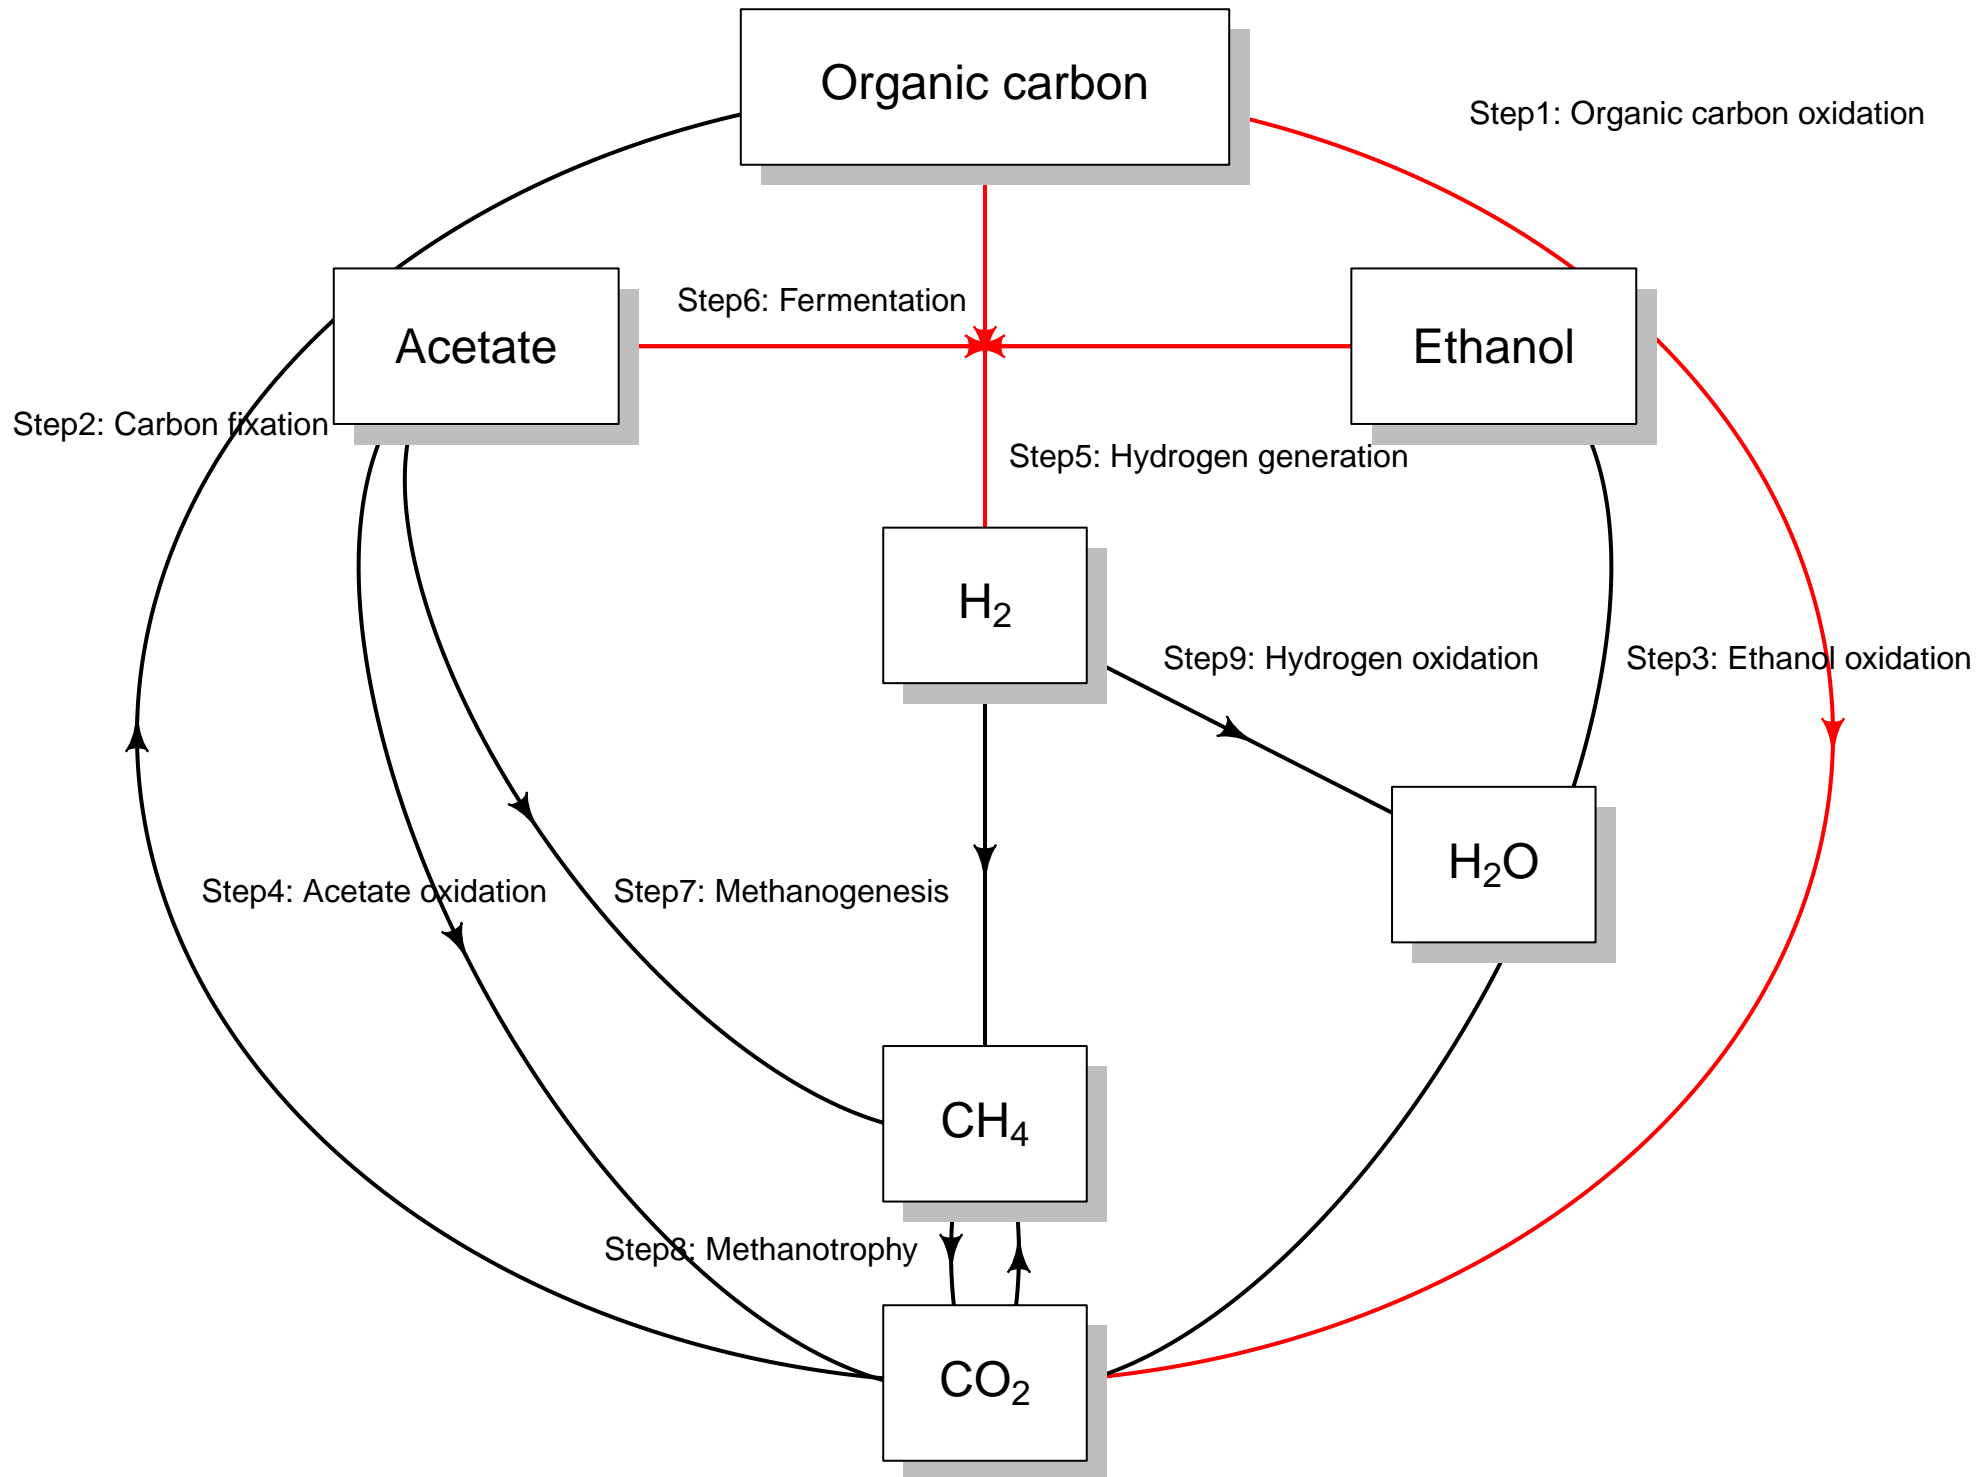 Organic carbon
Step1: Organic carbon oxidation
Step6: Fermentation
Acetate
Ethanol
Step2: Carbon fixation
Step5: Hydrogen generation
H₂
Step9: Hydrogen oxidation
Step3: Ethanol oxidation
H₂O
Step4: Acetate oxidation
Step7: Methanogenesis
CH₄
Step8: Methanotrophy
CO₂